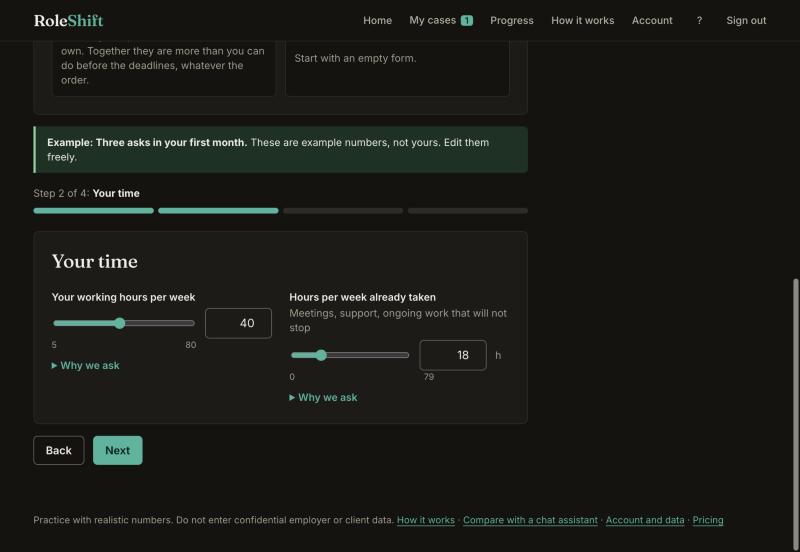 RoleShift
Home
My cases 1
Progress
How it works
Account
?
Sign out
own. Together they are more than you can
do before the deadlines, whatever the
order.
Start with an empty form.
Example: Three asks in your first month. These are example numbers, not yours. Edit them
freely.
Step 2 of 4: Your time
Your time
Your working hours per week
40
5
80
Why we ask
Hours per week already taken
Meetings, support, ongoing work that will not
stop
18 h
0
79
Why we ask
Back
Next
Practice with realistic numbers. Do not enter confidential employer or client data. How it works · Compare with a chat assistant · Account and data · Pricing